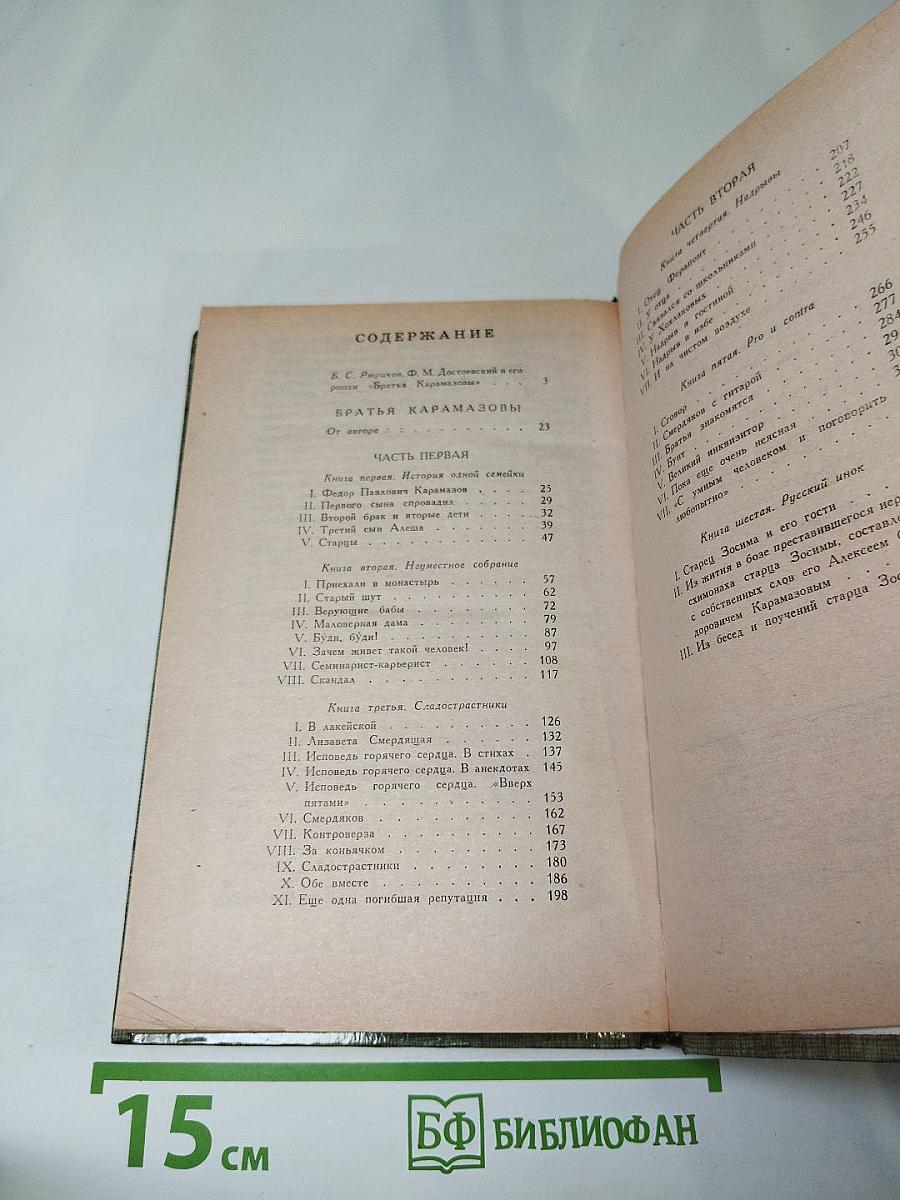 СОДЕРЖАНИЕ
Б. С. Рюриков. Ф. М. Достоевский и его
роман «Братья Карамазовы» . . . 3
БРАТЬЯ КАРАМАЗОВЫ
От автора : : . . . . . . . . . . 23
ЧАСТЬ ПЕРВАЯ
Книга первая. История одной семейки
I. Федор Павлович Карамазов . . . . 25
II. Первого сына спровадил . . . . . 29
III. Второй брак и вторые дети . . . . 32
IV. Третий сын Алеша . . . . . . . 39
V. Старцы . . . . . . . . . . . 47
Книга вторая. Неуместное собрание
I. Приехали в монастырь . . . . . . 57
II. Старый шут . . . . . . . . . . 62
III. Верующие бабы . . . . . . . . 72
IV. Маловерная дама . . . . . . . . 79
V. Бу́ди, бу́ди! . . . . . . . . . . 87
VI. Зачем живет такой человек! . . . . 97
VII. Семинарист-карьерист . . . . . . 108
VIII. Скандал . . . . . . . . . . . 117
Книга третья. Сладострастники
I. В лакейской . . . . . . . . . . 126
II. Лизавета Смердящая . . . . . . . 132
III. Исповедь горячего сердца. В стихах . 137
IV. Исповедь горячего сердца. В анекдотах 145
V. Исповедь горячего сердца. «Вверх
пятами» . . . . . . . . . . . 153
VI. Смердяков . . . . . . . . . . 162
VII. Контроверза . . . . . . . . . . 167
VIII. За коньячком . . . . . . . . . 173
IX. Сладострастники . . . . . . . . 180
X. Обе вместе . . . . . . . . . . 186
XI. Еще одна погибшая репутация . . . 198
ЧАСТЬ ВТОРАЯ
Книга четвертая. Надрывы
I. Отец Ферапонт . . . . . . . 207
II. У отца . . . . . . . . . 218
III. Связался со школьниками . . . 222
IV. У Хохлаковых . . . . . . . 227
V. Надрыв в гостиной . . . . . 234
VI. Надрыв в избе . . . . . . . 246
VII. И на чистом воздухе . . . . . 255
Книга пятая. Pro и contra
I. Сговор . . . . . . . . . 266
II. Смердяков с гитарой . . . . . 277
III. Братья знакомятся . . . . . 284
IV. Бунт . . . . . . . . . 29
V. Великий инквизитор . . . . . 30
VI. Пока еще очень неясная . . . . 3
VII. «С умным человеком и поговорить
любопытно» . . . . . . . .
Книга шестая. Русский инок
I. Старец Зосима и его гости . . .
II. Из жития в бозе преставившегося иер
схимонаха старца Зосимы, составле
с собственных слов его Алексеем
доровичем Карамазовым . . . .
III. Из бесед и поучений старца Зос
15 см
БФ БИБЛИОФАН